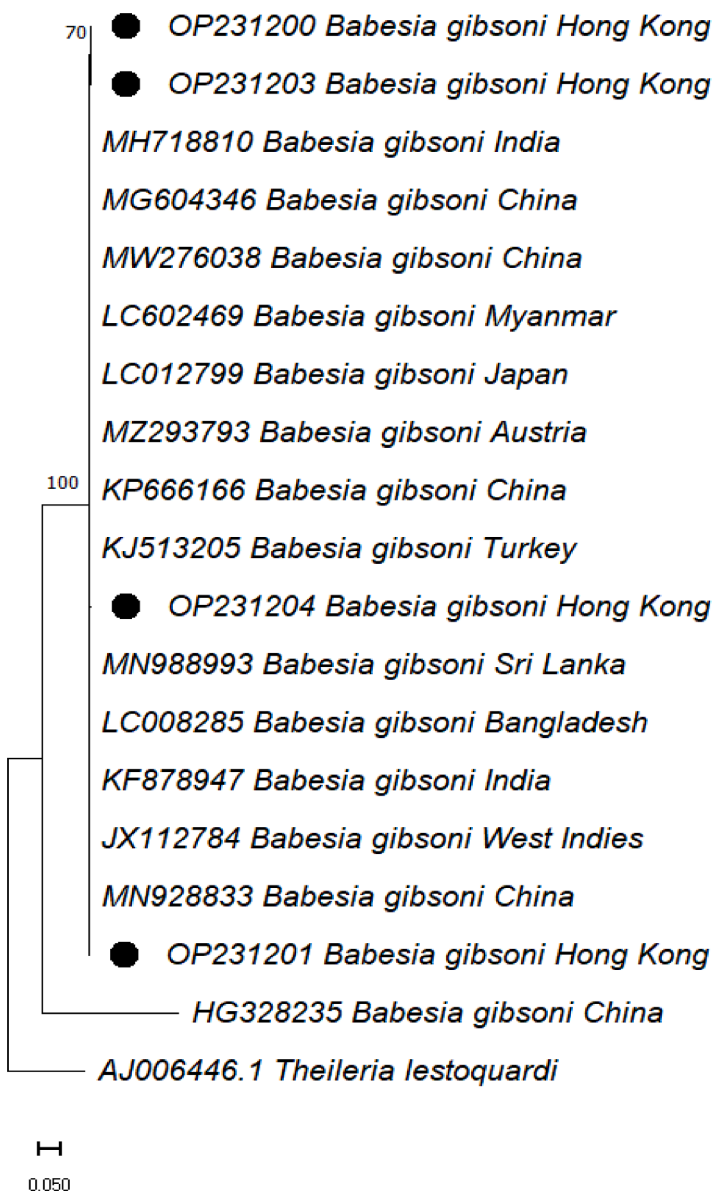 70
OP231200 Babesia gibsoni Hong Kong
OP231203 Babesia gibsoni Hong Kong
MH718810 Babesia gibsoni India
MG604346 Babesia gibsoni China
MW276038 Babesia gibsoni China
LC602469 Babesia gibsoni Myanmar
LC012799 Babesia gibsoni Japan
MZ293793 Babesia gibsoni Austria
100
KP666166 Babesia gibsoni China
KJ513205 Babesia gibsoni Turkey
OP231204 Babesia gibsoni Hong Kong
MN988993 Babesia gibsoni Sri Lanka
LC008285 Babesia gibsoni Bangladesh
KF878947 Babesia gibsoni India
JX112784 Babesia gibsoni West Indies
MN928833 Babesia gibsoni China
OP231201 Babesia gibsoni Hong Kong
HG328235 Babesia gibsoni China
AJ006446.1 Theileria lestoquardi
0.050